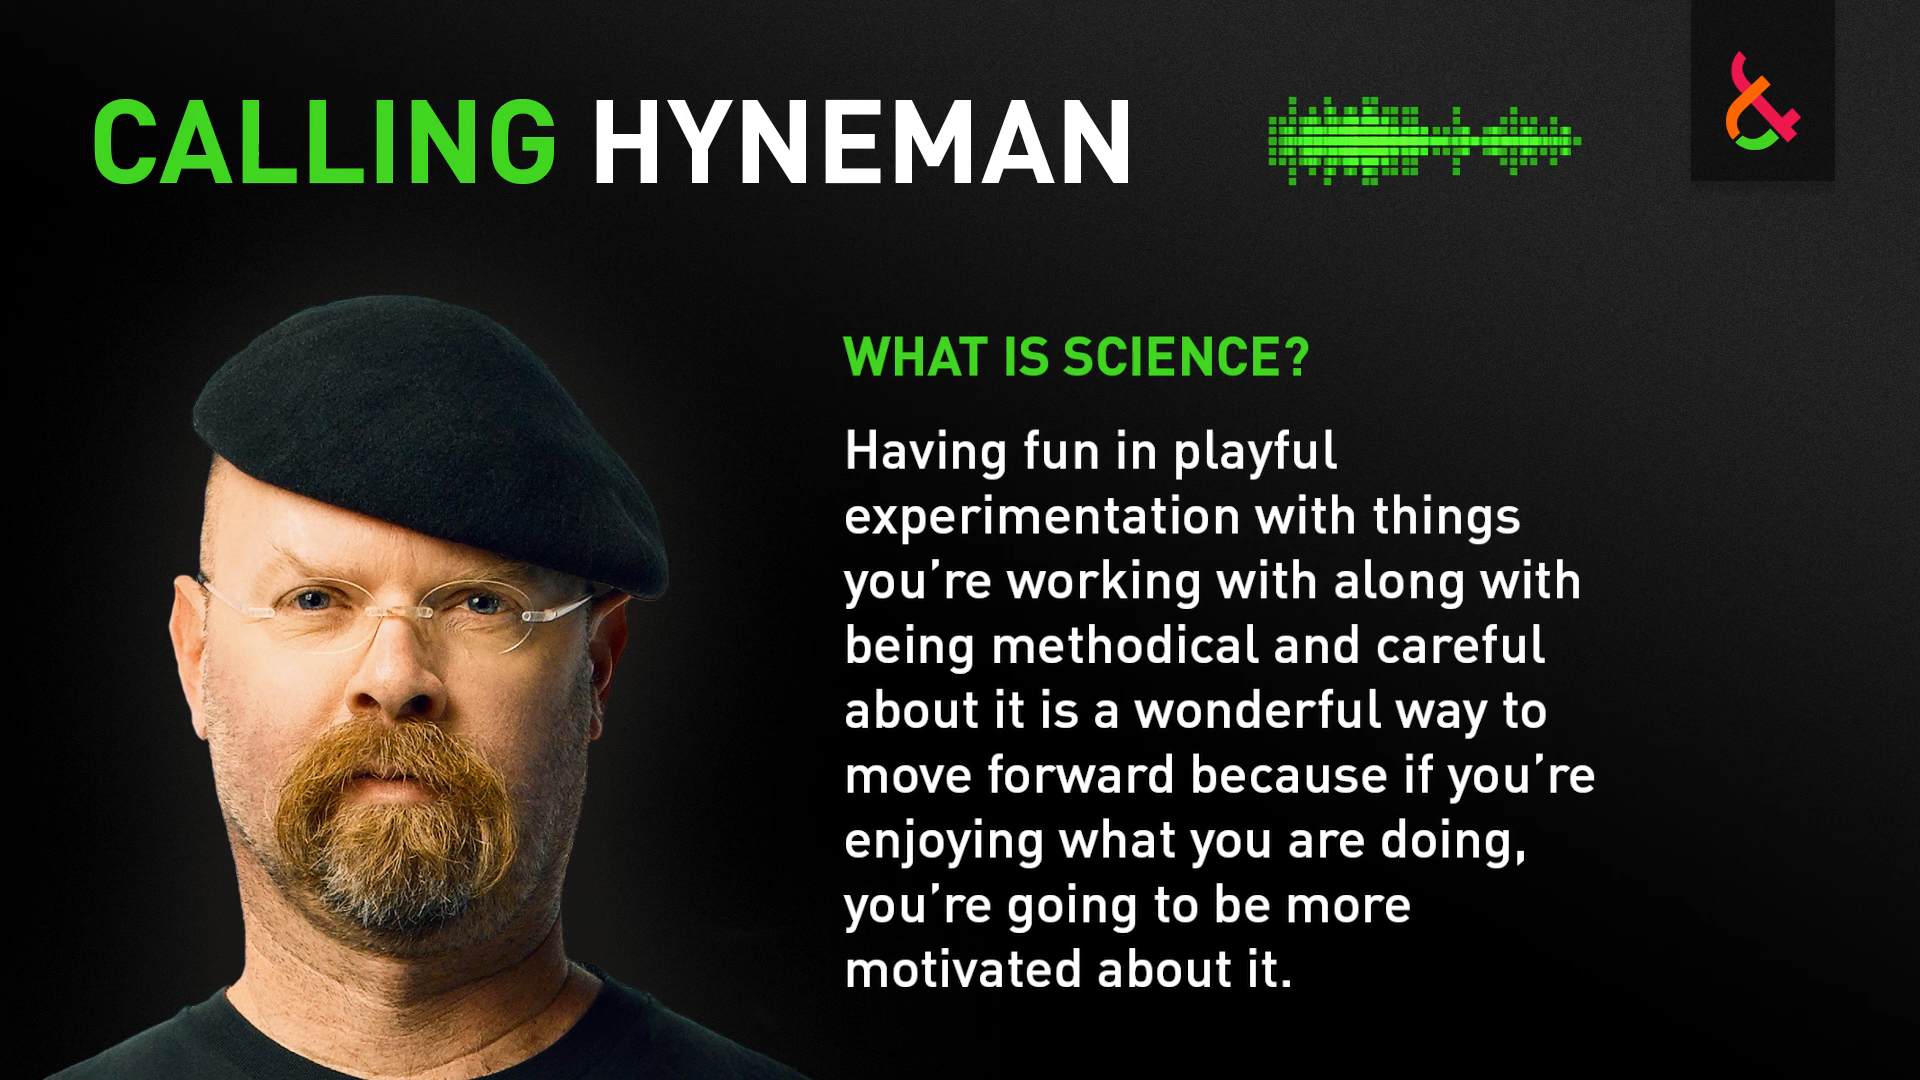 CALLING HYNEMAN
&
WHAT IS SCIENCE?
Having fun in playful
experimentation with things
you’re working with along with
being methodical and careful
about it is a wonderful way to
move forward because if you’re
enjoying what you are doing,
you’re going to be more
motivated about it.